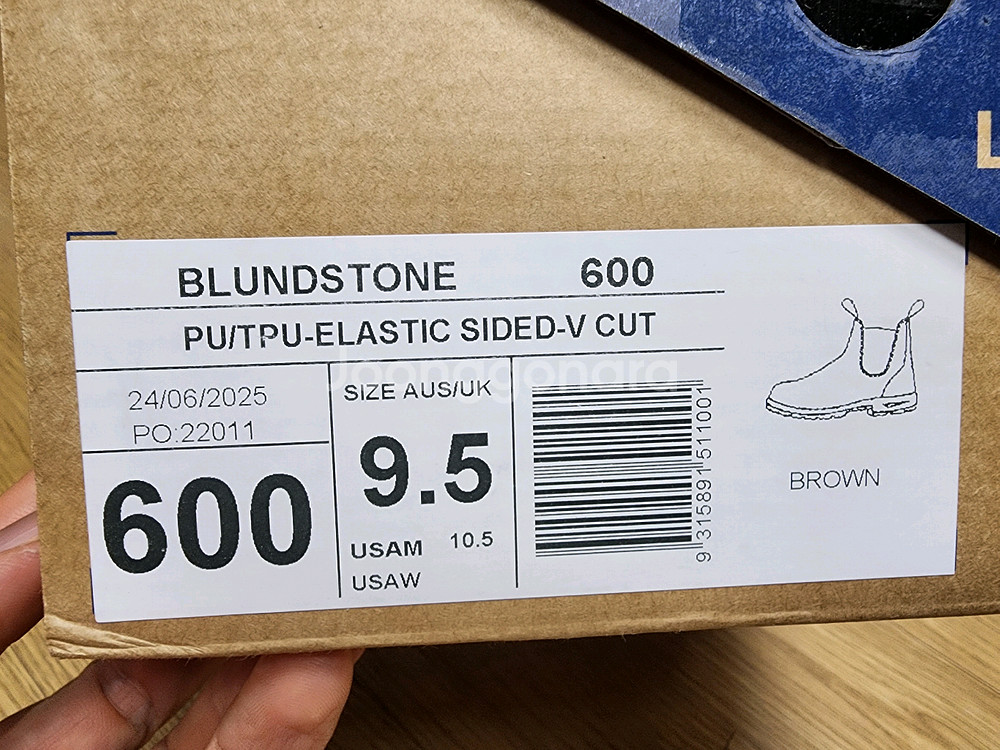 L
BLUNDSTONE 600
PU/TPU-ELASTIC SIDED-V CUT
24/06/2025
PO:22011
600
SIZE AUS/UK
9.5
USAM 10.5
USAW
9 315891 511001
BROWN
Joonggonara